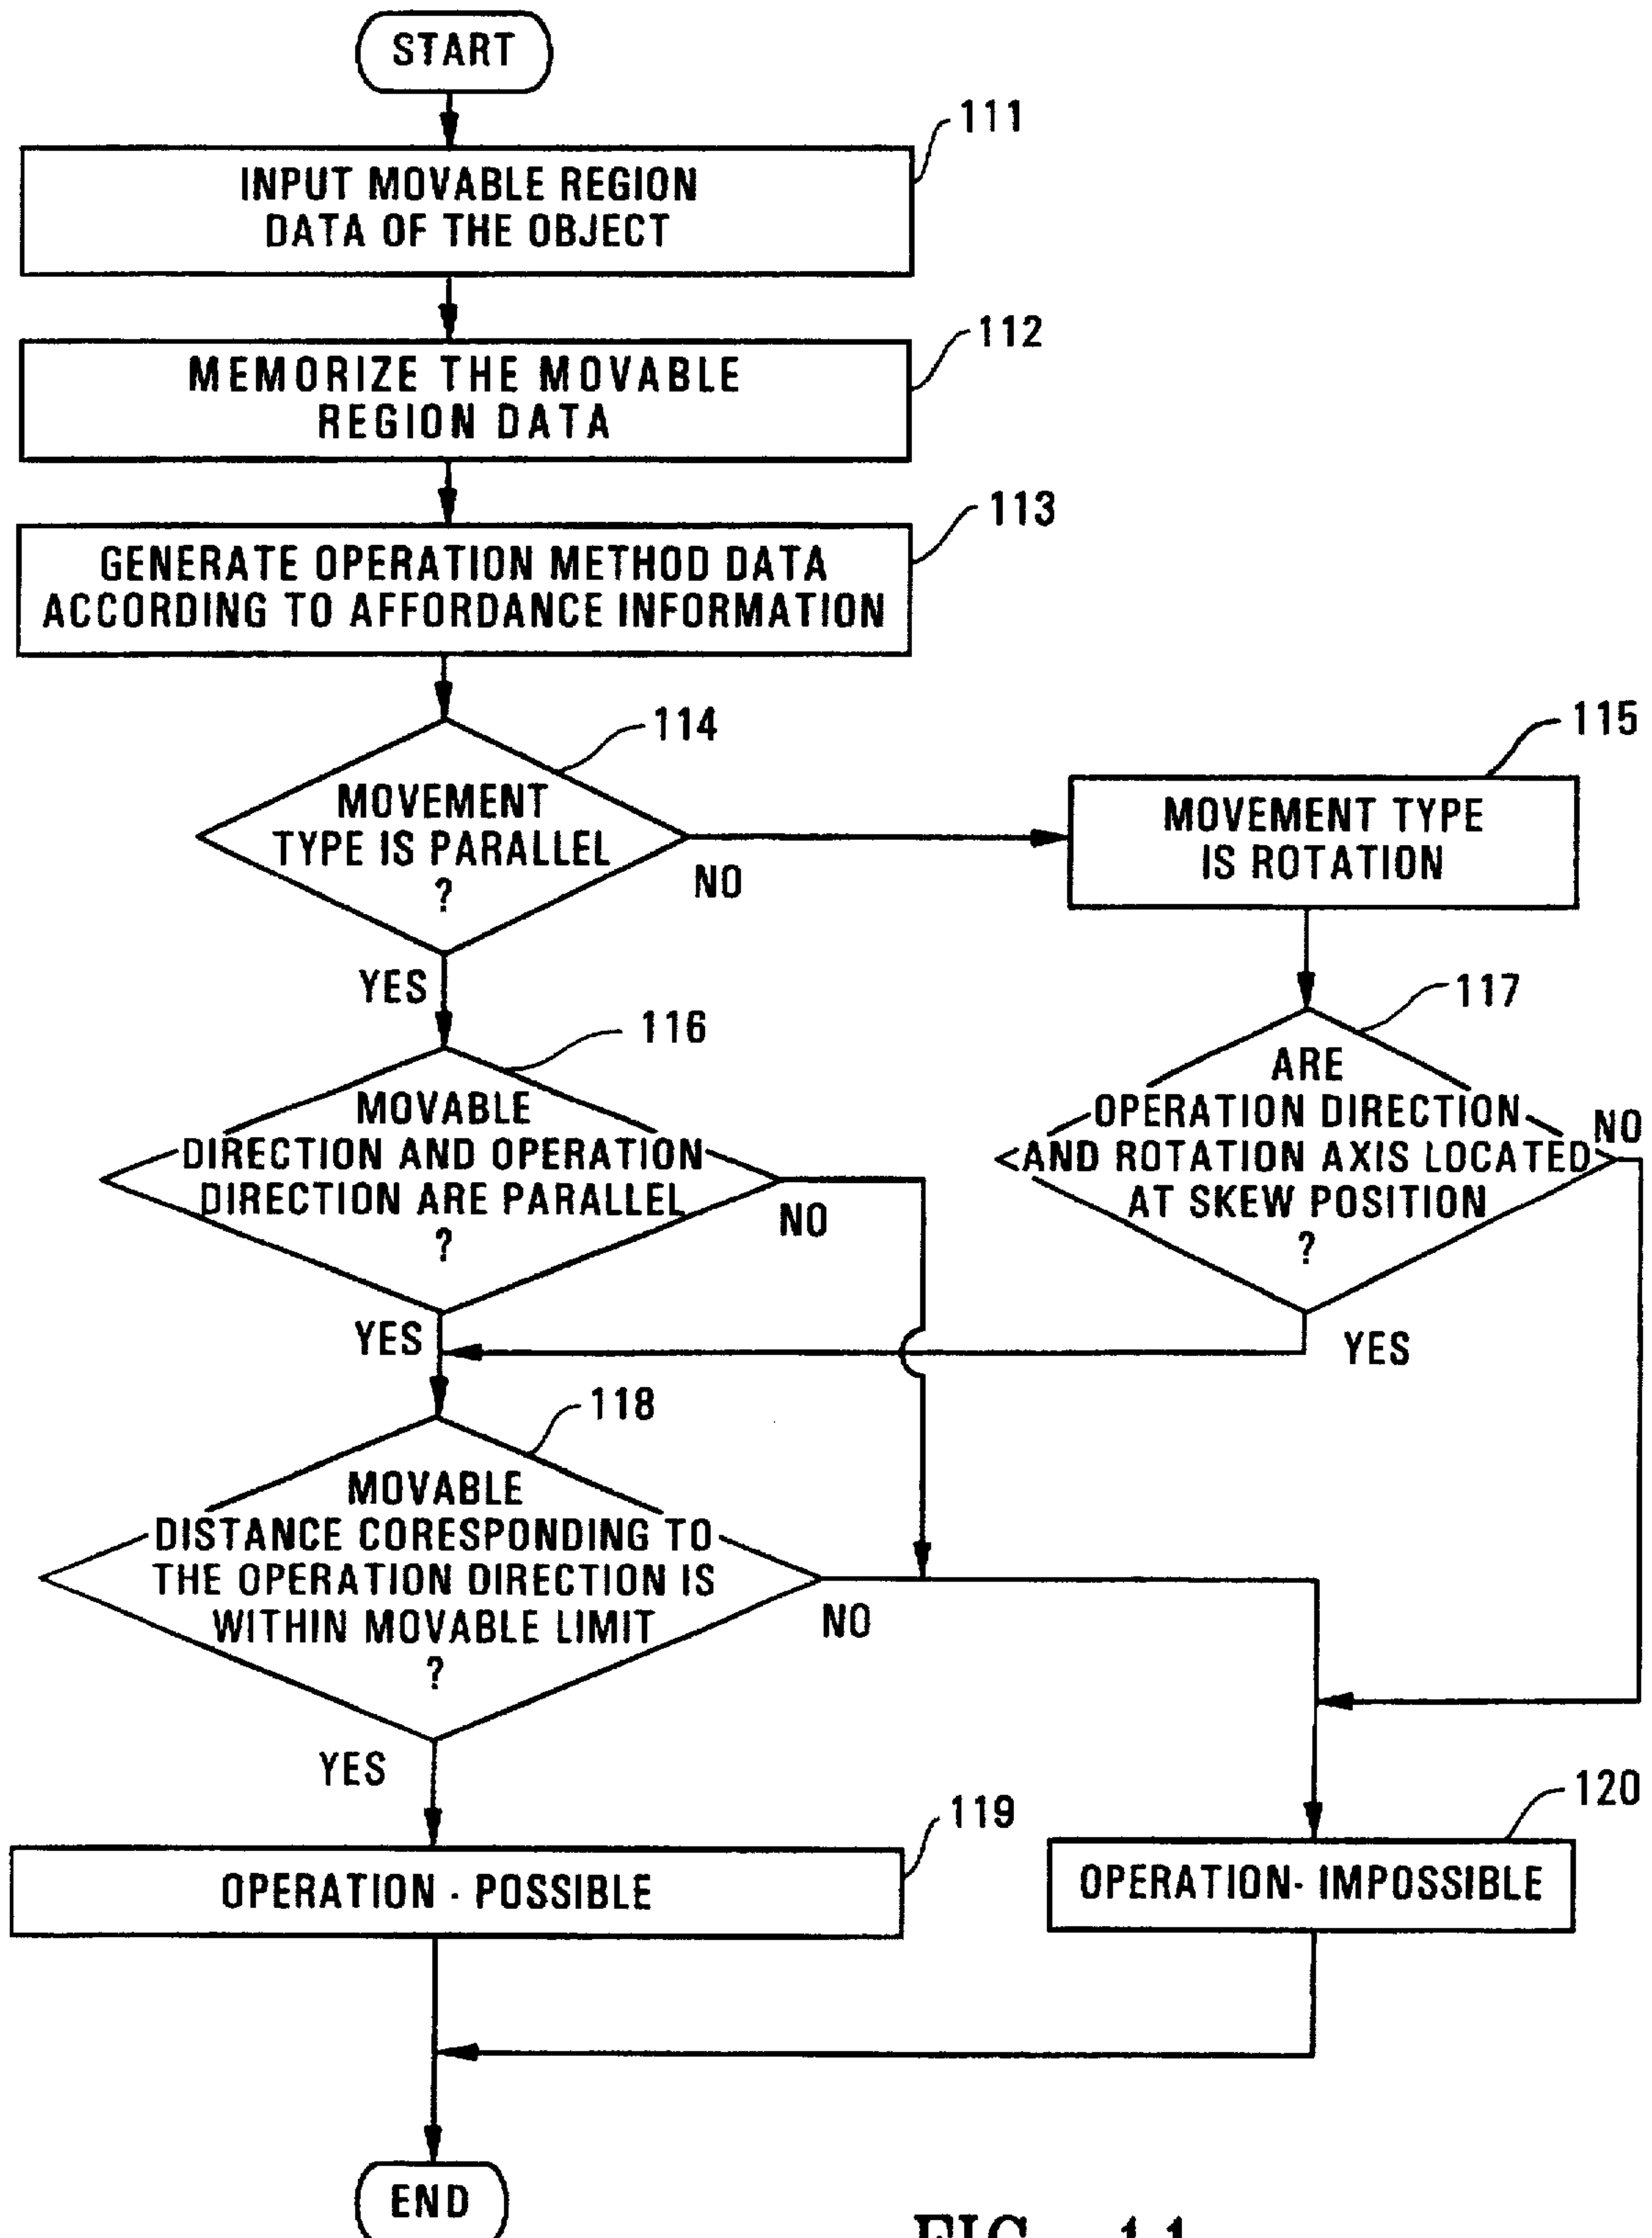 START
111
INPUT MOVABLE REGION
DATA OF THE OBJECT
112
MEMORIZE THE MOVABLE
REGION DATA
113
GENERATE OPERATION METHOD DATA
ACCORDING TO AFFORDANCE INFORMATION
114
MOVEMENT
TYPE IS PARALLEL
?
NO
YES
115
MOVEMENT TYPE
IS ROTATION
116
MOVABLE
DIRECTION AND OPERATION
DIRECTION ARE PARALLEL
?
NO
YES
117
ARE
OPERATION DIRECTION
AND ROTATION AXIS LOCATED
AT SKEW POSITION
?
NO
YES
118
MOVABLE
DISTANCE CORESPONDING TO
THE OPERATION DIRECTION IS
WITHIN MOVABLE LIMIT
?
NO
YES
119
OPERATION - POSSIBLE
120
OPERATION- IMPOSSIBLE
END
FIG. 11